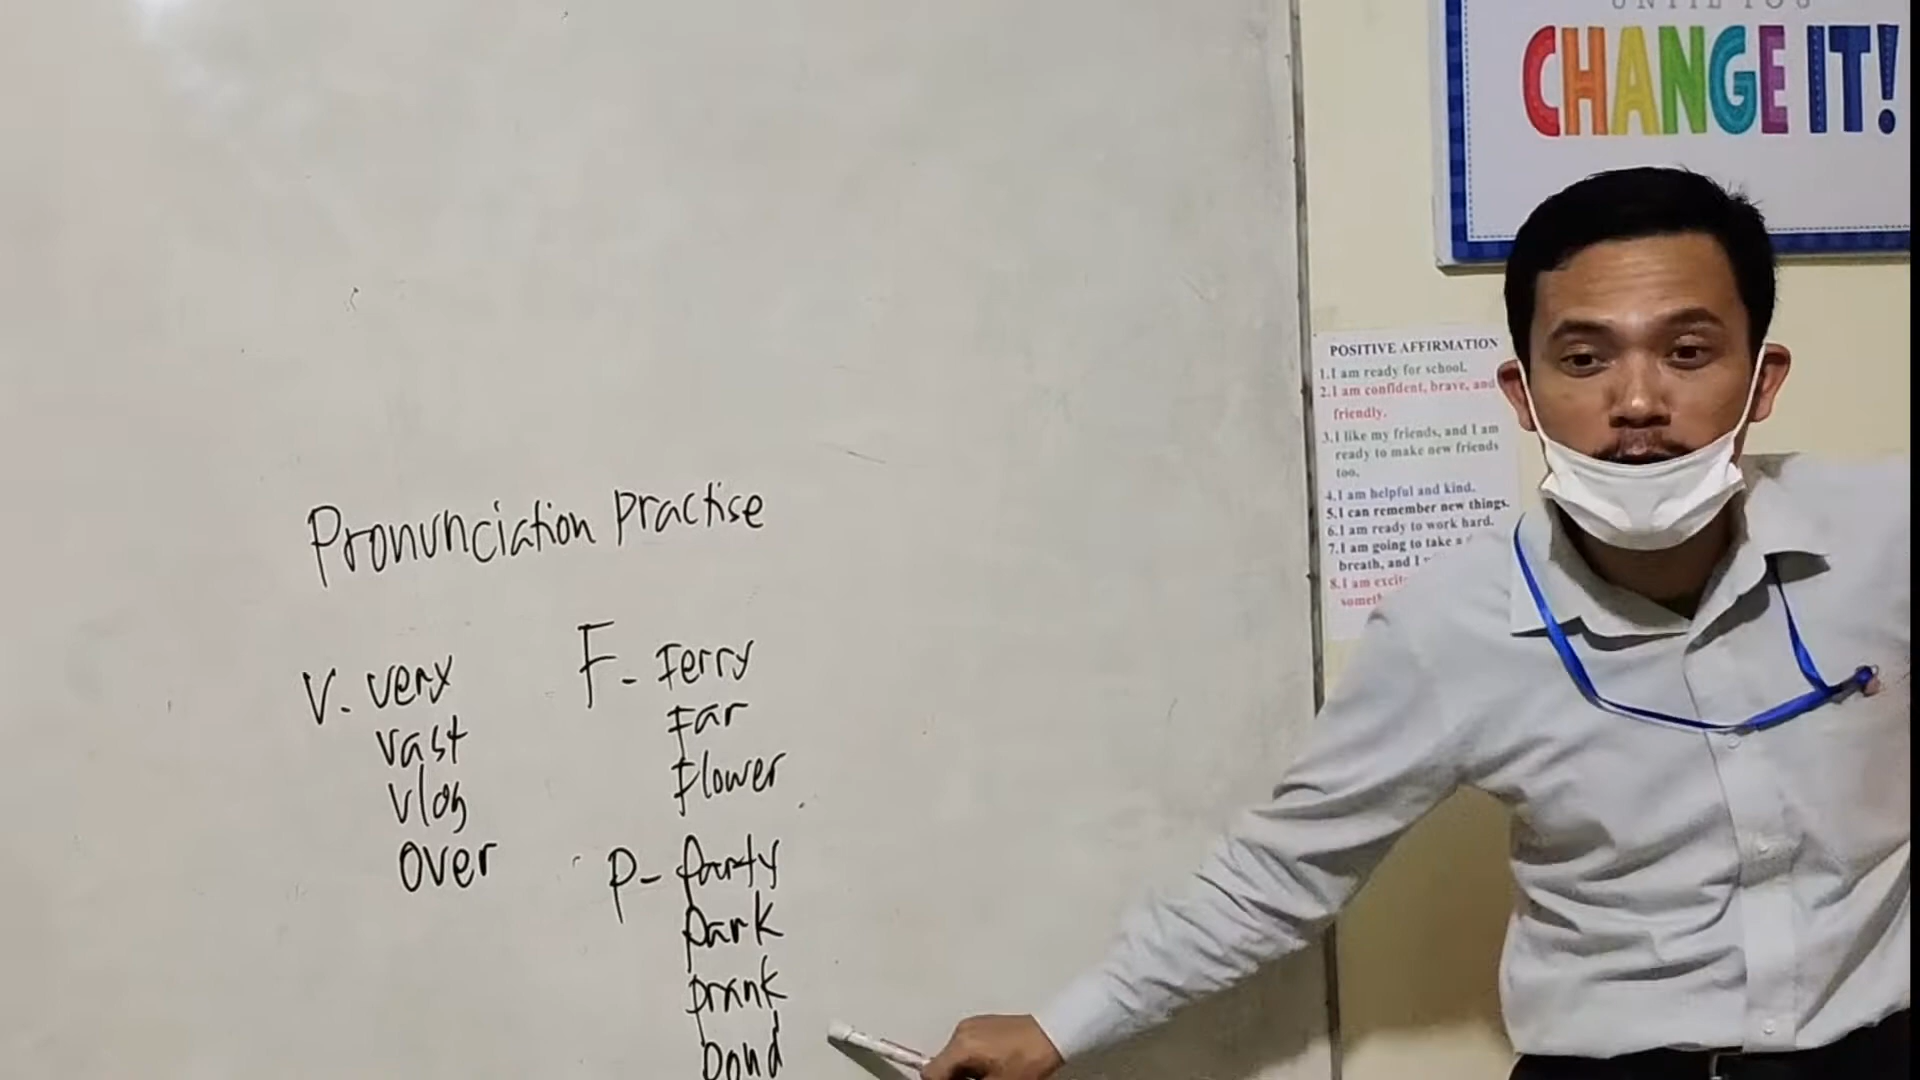 UNTIL YOU
CHANGE IT!
POSITIVE AFFIRMATION
1.I am ready for school.
2.I am confident, brave, and
friendly.
3.I like my friends, and I am
ready to make new friends
too.
4.I am helpful and kind.
5.I can remember new things.
6.I am ready to work hard.
7.I am going to take a
breath, and I
8.I am
Pronunciation Practise
V. very
vast
vlog
over
F- Ferry
Far
Flower
P- Party
Park
prank
Pond